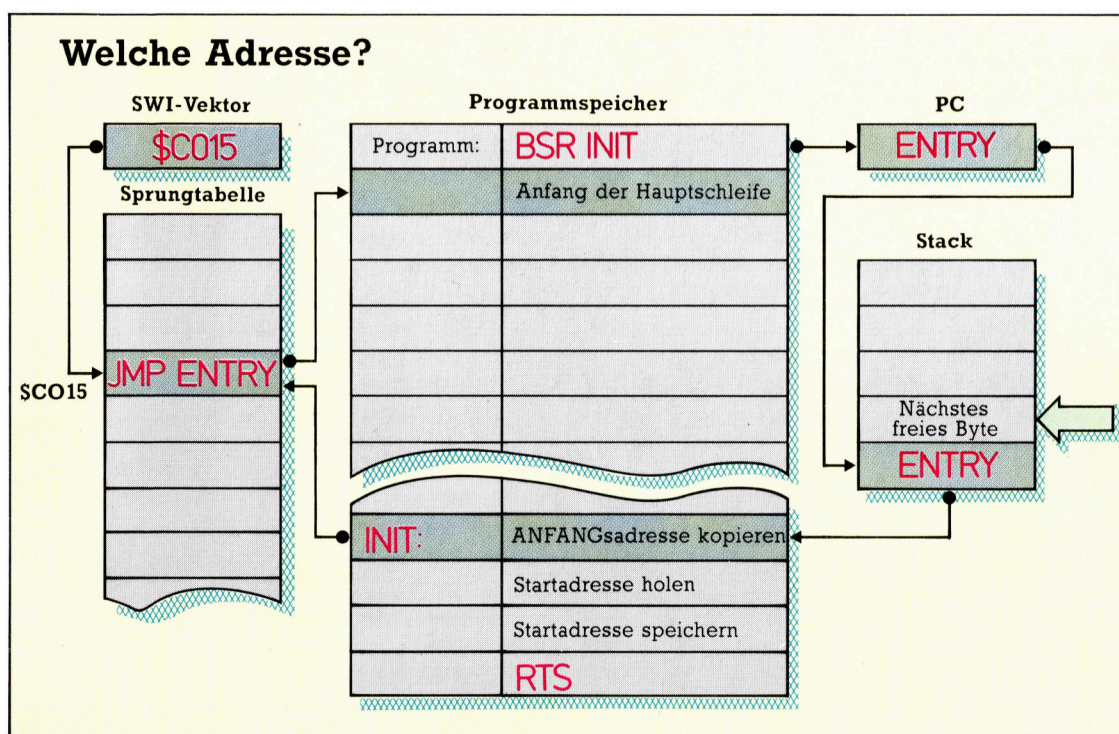 Welche Adresse?
SWI-Vektor
$C015
Sprungtabelle
JMP ENTRY
$CO15
Programmspeicher
Programm: BSR INIT
Anfang der Hauptschleife
INIT: ANFANGsadresse kopieren
Startadresse holen
Startadresse speichern
RTS
PC
ENTRY
Stack
Nächstes
freies Byte
ENTRY